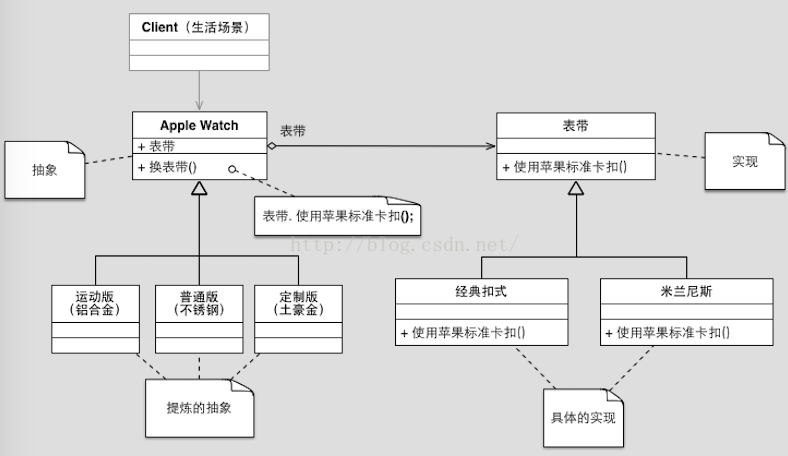 Client（生活场景）
Apple Watch
+ 表带
+ 换表带()
表带
表带
+ 使用苹果标准卡扣()
抽象
实现
表带. 使用苹果标准卡扣();
http://blog.csdn.net/
运动版
（铝合金）
普通版
（不锈钢）
定制版
（土豪金）
经典扣式
+ 使用苹果标准卡扣()
米兰尼斯
+ 使用苹果标准卡扣()
提炼的抽象
具体的实现